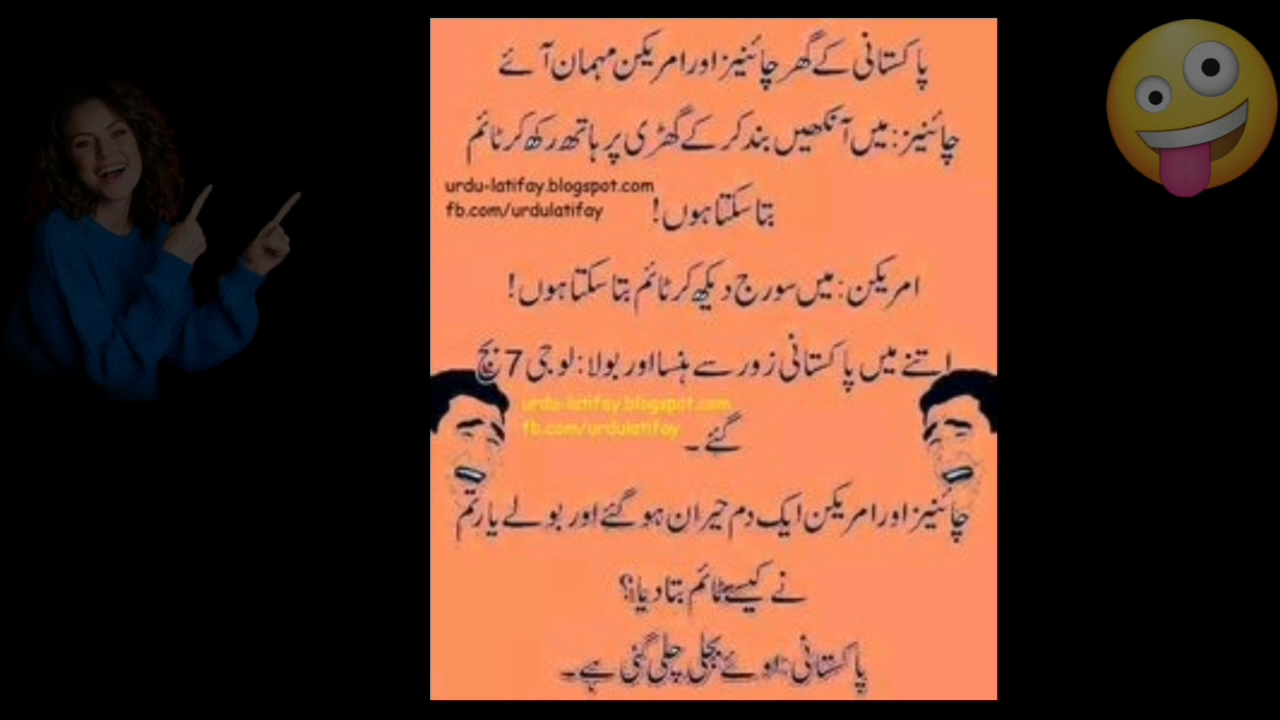 پاکستانی کے گھر چائنیز اور امریکن مہمان آئے
چائنیز: میں آنکھیں بند کر کے گھڑی پر ہاتھ رکھ کر ٹائم
urdu-latifay.blogspot.com
fb.com/urdulatifay
بتا سکتا ہوں!
امریکن: میں سورج دیکھ کر ٹائم بتا سکتا ہوں!
اتنے میں پاکستانی زور سے ہنسا اور بولا: لو جی 7 بج
urdu-latifay.blogspot.com
fb.com/urdulatifay
گئے۔
چائنیز اور امریکن ایک دم حیران ہو گئے اور بولے یار تم
نے کیسے ٹائم بتا دیا؟
پاکستانی: اوئے بجلی چلی گئی ہے۔